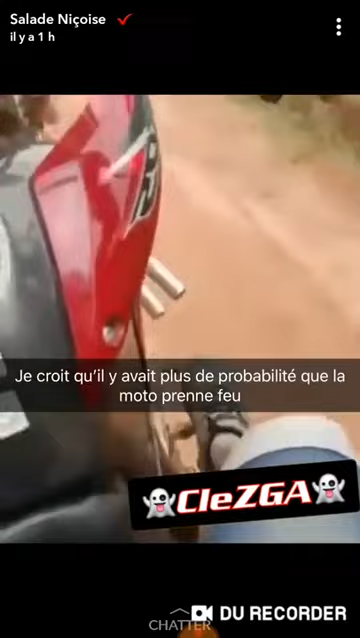 Salade Niçoise
il y a 1 h
Je croit qu'il y avait plus de probabilité que la
moto prenne feu
CleZGA
DU RECORDER
CHATTER